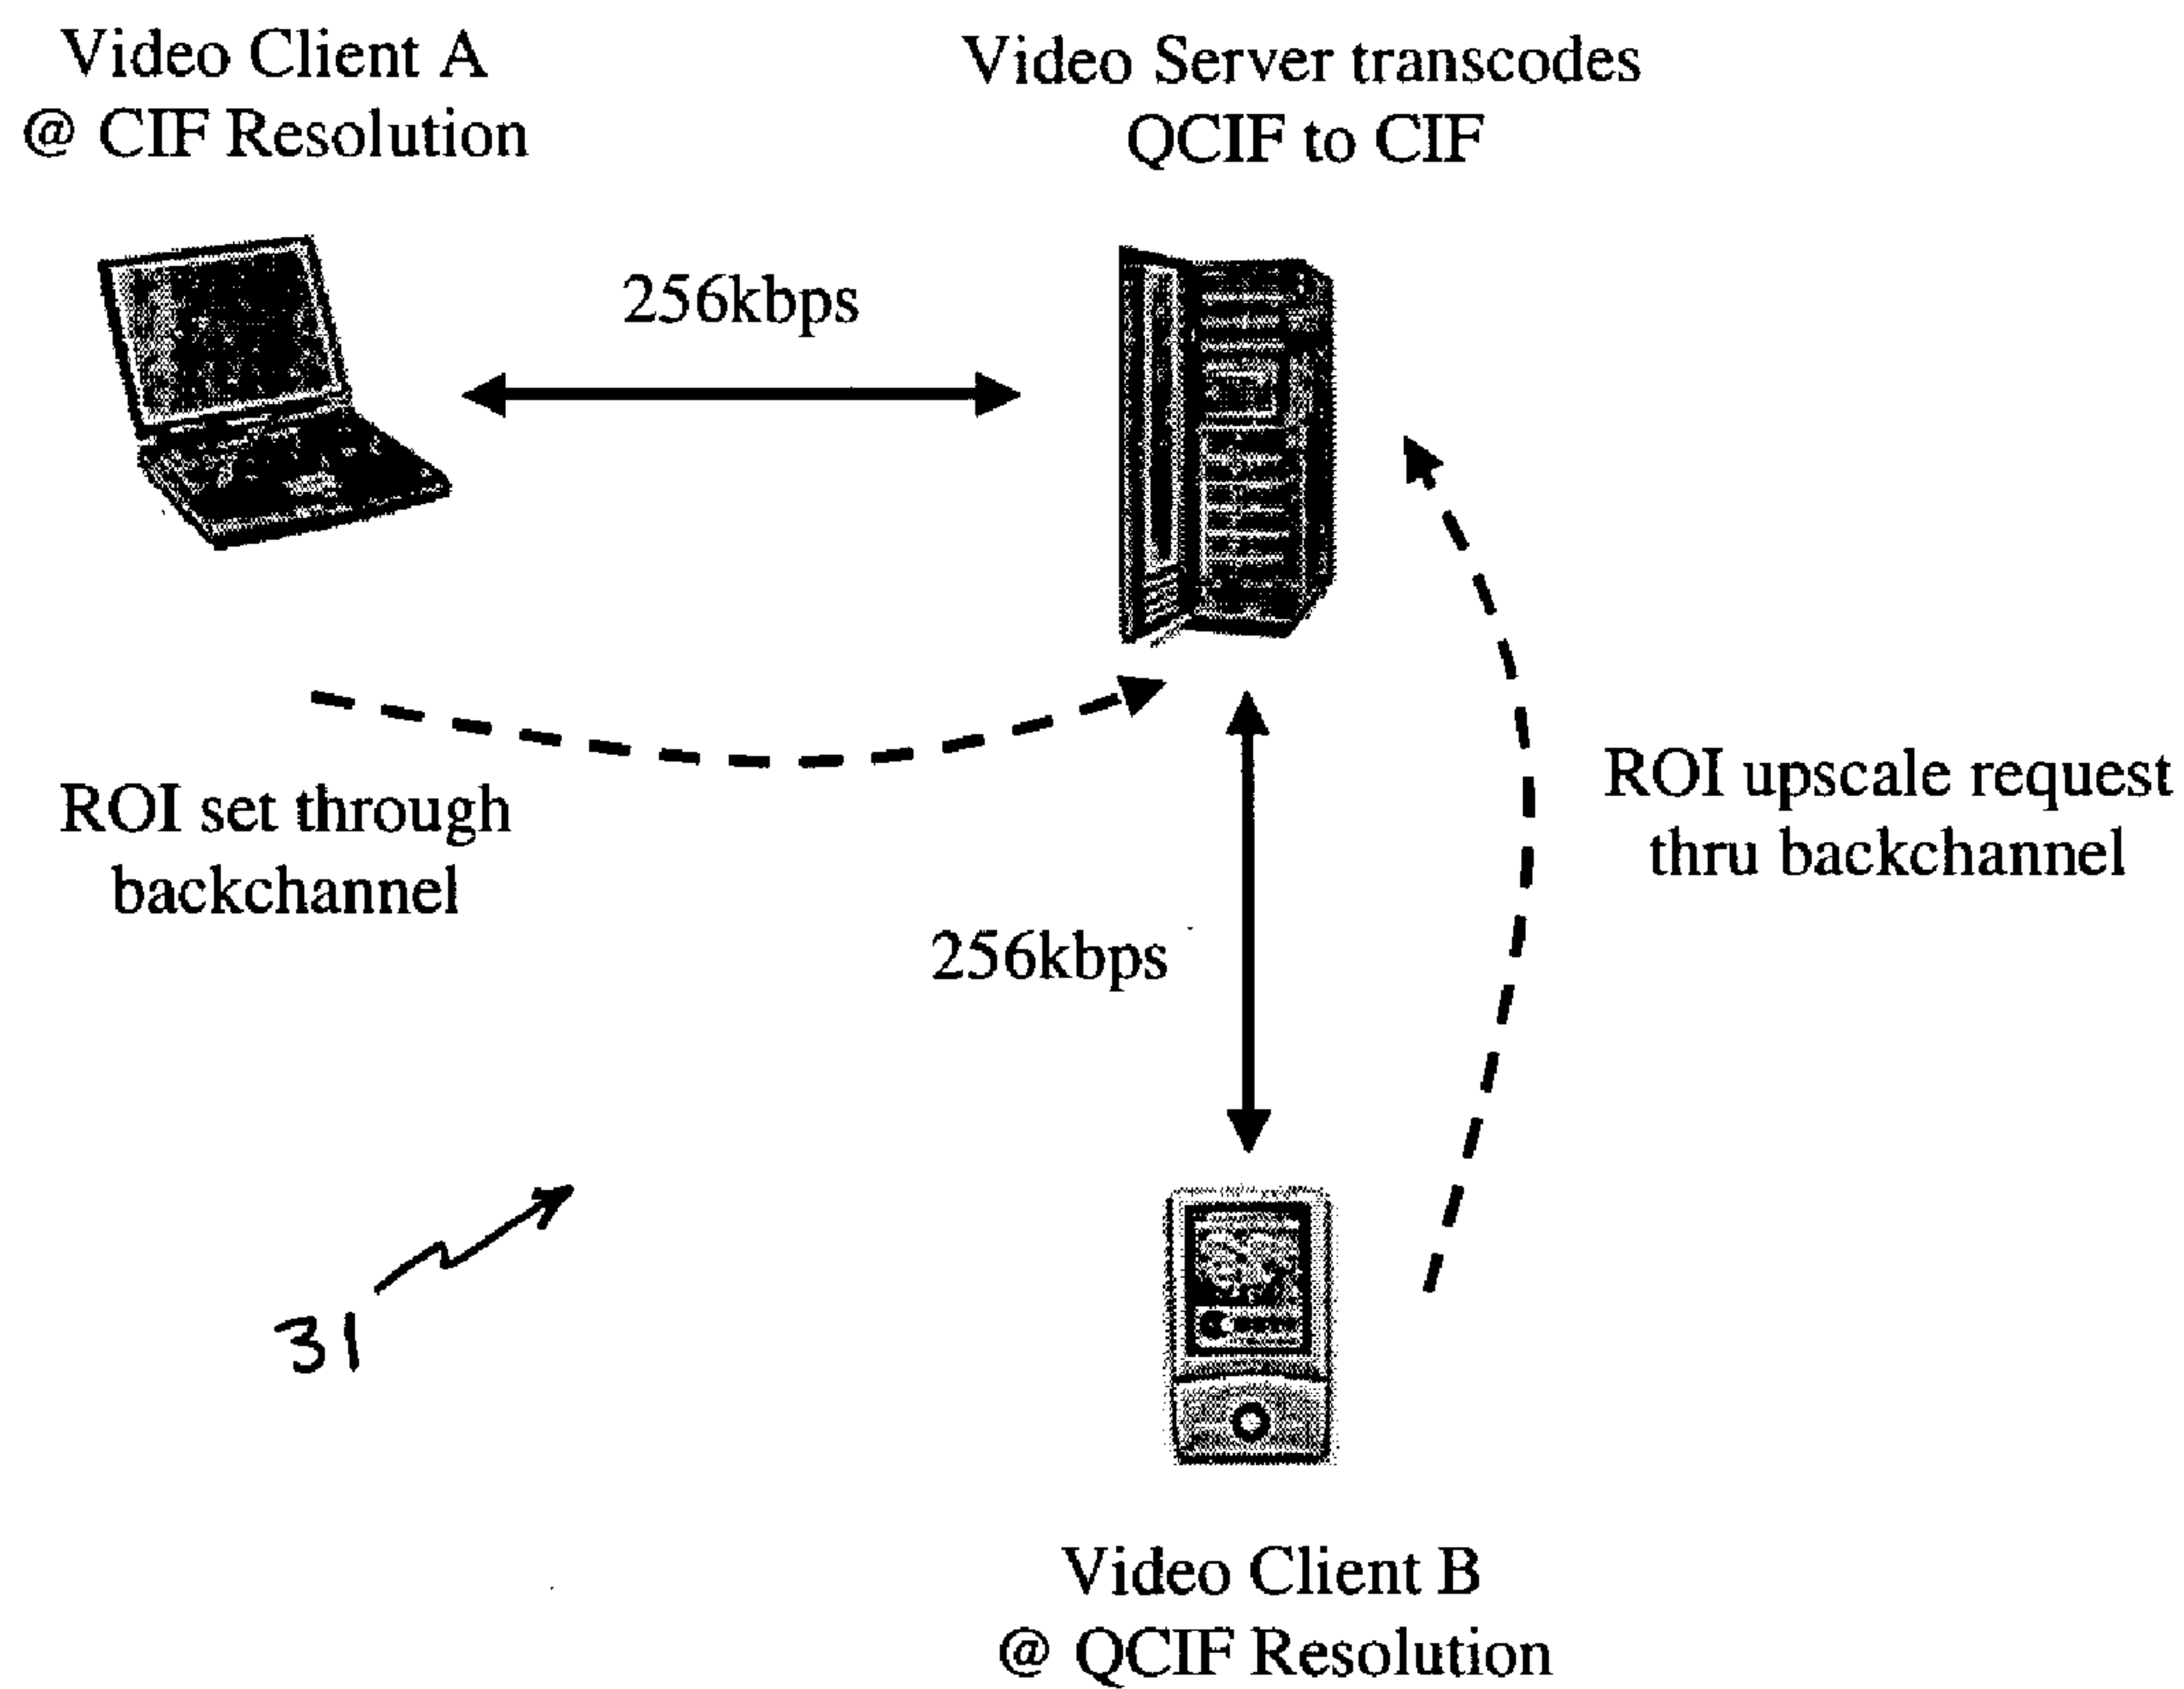 Video Client A
@ CIF Resolution
Video Server transcodes
QCIF to CIF
256kbps
ROI set through
backchannel
ROI upscale request
thru backchannel
256kbps
31
Video Client B
@ QCIF Resolution